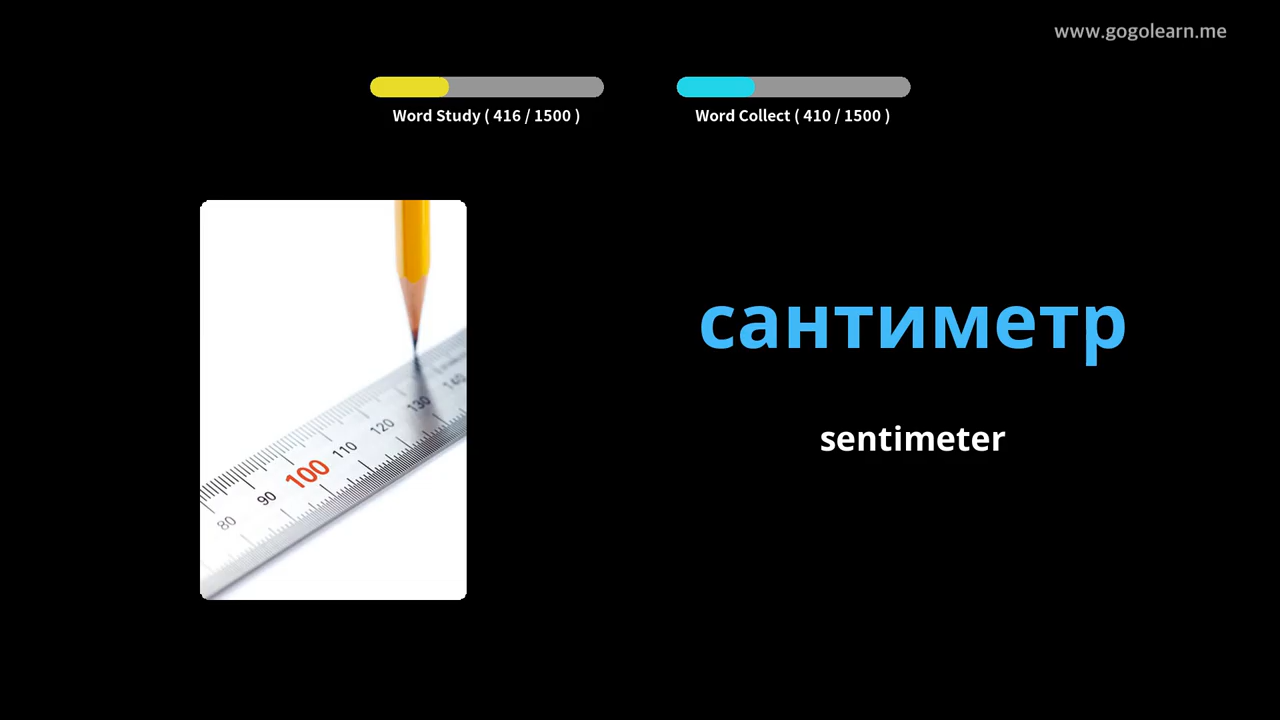 www.gogolearn.me
Word Study ( 416 / 1500 )
Word Collect ( 410 / 1500 )
сантиметр
sentimeter
80 90 100 110 120 130 140